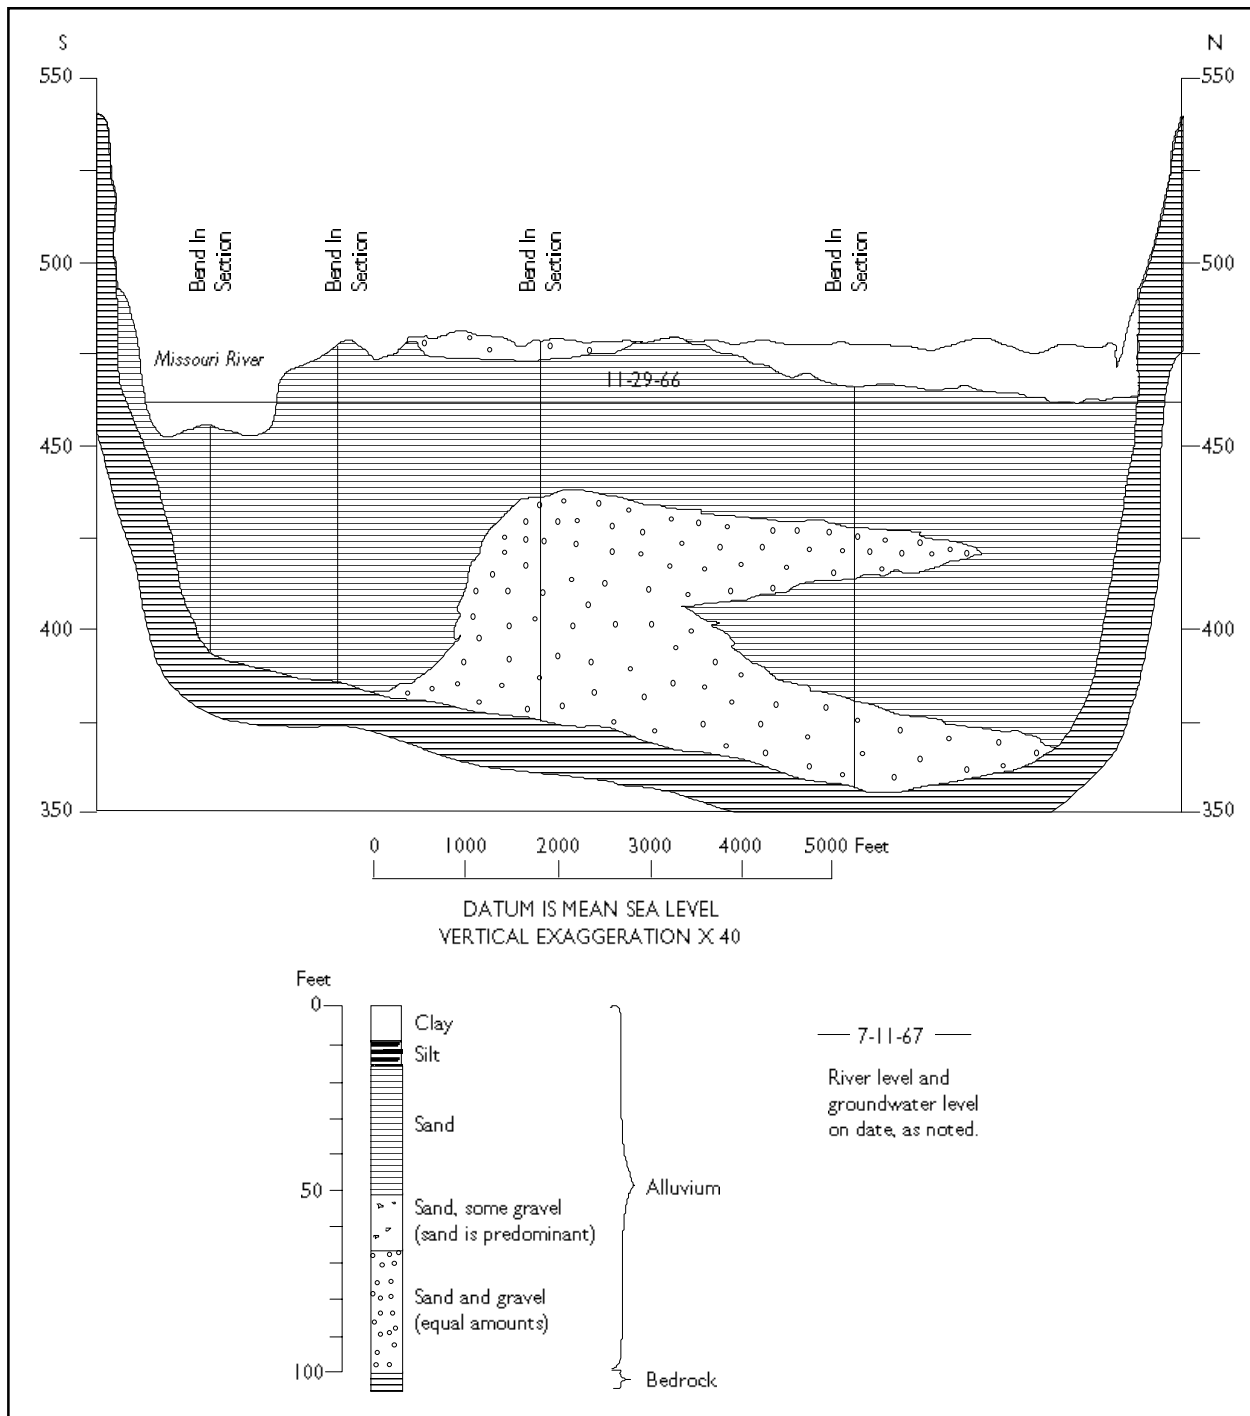 S
N
550
550
500
500
450
450
400
400
350
350
Bend In
Section
Bend In
Section
Bend In
Section
Bend In
Section
Missouri River
11-29-66
0 1000 2000 3000 4000 5000 Feet
DATUM IS MEAN SEA LEVEL
VERTICAL EXAGGERATION X 40
Feet
0
50
100
Clay
Silt
Sand
Sand, some gravel
(sand is predominant)
Sand and gravel
(equal amounts)
Alluvium
Bedrock
7-11-67
River level and
groundwater level
on date, as noted.